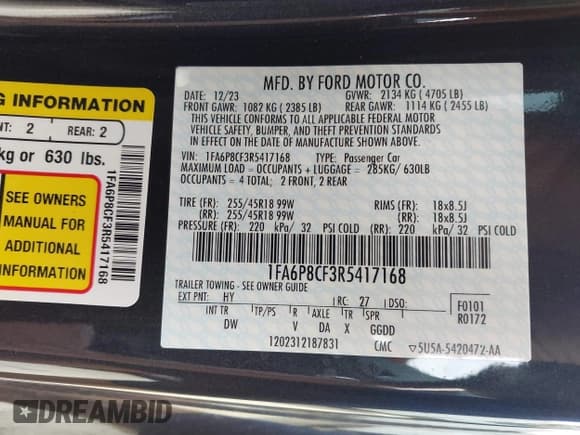 G INFORMATION
NT: 2 REAR: 2
kg or 630 lbs.
SEE OWNERS
MANUAL FOR
ADDITIONAL
INFORMATION
1FA6P8CF3R5417168
MFD. BY FORD MOTOR CO.
DATE: 12/23 GVWR: 2134 KG ( 4705 LB)
FRONT GAWR: 1082 KG ( 2385 LB) REAR GAWR: 1114 KG ( 2455 LB)
THIS VEHICLE CONFORMS TO ALL APPLICABLE FEDERAL MOTOR
VEHICLE SAFETY, BUMPER, AND THEFT PREVENTION STANDARDS
IN EFFECT ON THE DATE OF MANUFACTURE SHOWN ABOVE.
VIN: 1FA6P8CF3R5417168 TYPE: Passenger Car
MAXIMUM LOAD = OCCUPANTS + LUGGAGE = 285KG/ 630LB
OCCUPANTS = 4 TOTAL; 2 FRONT, 2 REAR
TIRE (FR): 255/45R18 99W RIMS (FR): 18x8.5J
(RR): 255/45R18 99W (RR): 18x8.5J
PRESSURE (FR): 220 kPa/ 32 PSI COLD (RR): 220 kPa/ 32 PSI COLD
1FA6P8CF3R5417168
TRAILER TOWING - SEE OWNER GUIDE
EXT PNT: HY RC: 27 DSO: F0101
R0172
INT TR TP/PS R AXLE TR SPR
DW V DA X GGDD
1202312187831 CMC ▽5U5A-5420472-AA
DREAMBID